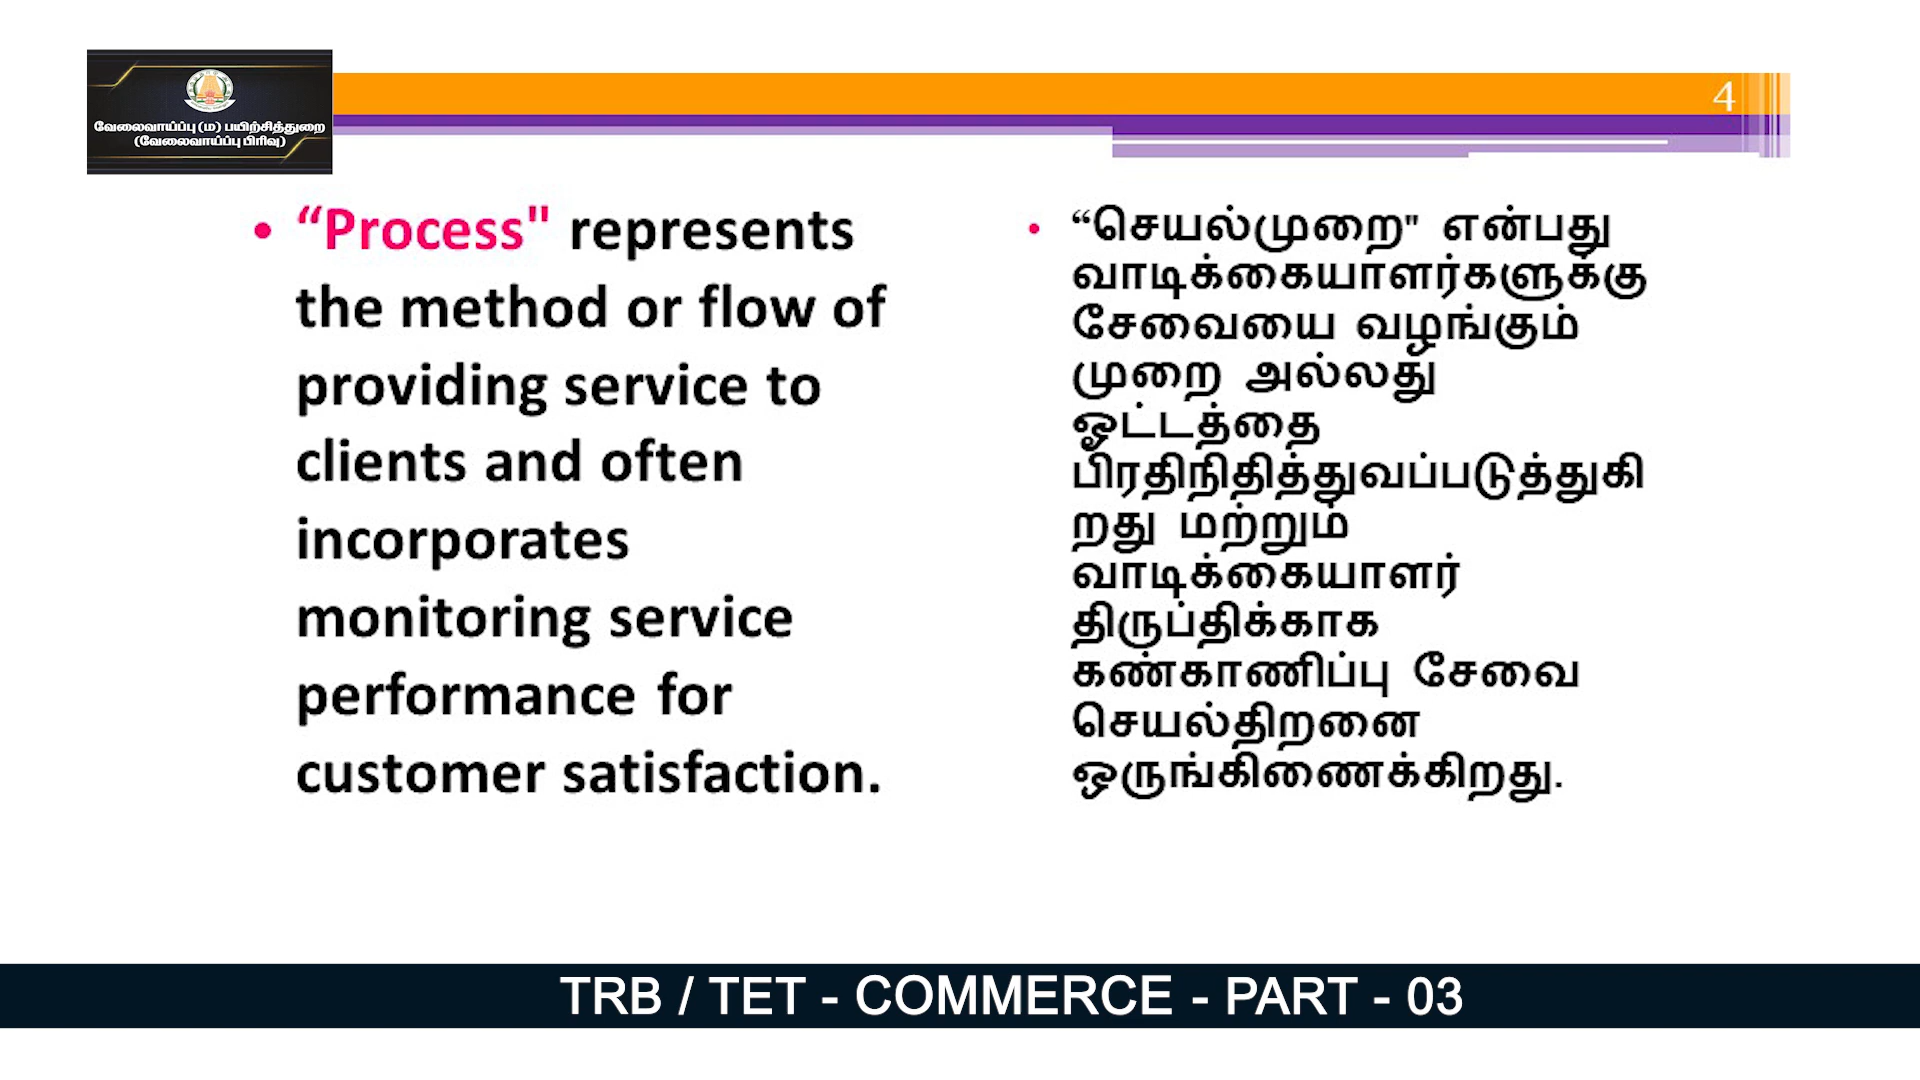 வேலைவாய்ப்பு (ம) பயிற்சித்துறை
(வேலைவாய்ப்பு பிரிவு)
4
• “Process" represents
the method or flow of
providing service to
clients and often
incorporates
monitoring service
performance for
customer satisfaction.
• “செயல்முறை" என்பது
வாடிக்கையாளர்களுக்கு
சேவையை வழங்கும்
முறை அல்லது
ஓட்டத்தை
பிரதிநிதித்துவப்படுத்துகி
றது மற்றும்
வாடிக்கையாளர்
திருப்திக்காக
கண்காணிப்பு சேவை
செயல்திறனை
ஒருங்கிணைக்கிறது.
TRB / TET - COMMERCE - PART - 03